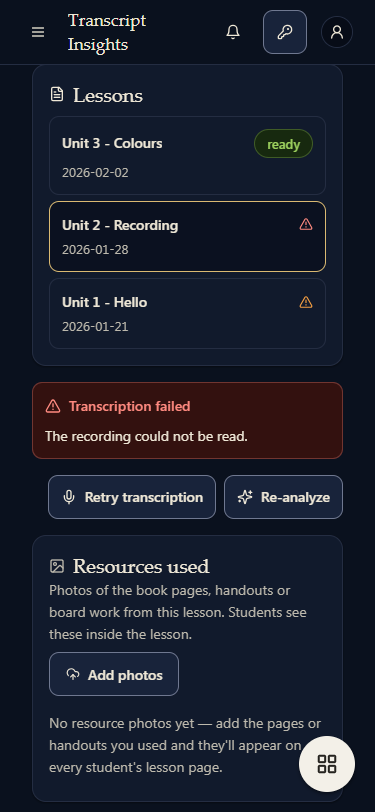 Transcript
Insights
Lessons
Unit 3 - Colours
ready
2026-02-02
Unit 2 - Recording
2026-01-28
Unit 1 - Hello
2026-01-21
Transcription failed
The recording could not be read.
Retry transcription
Re-analyze
Resources used
Photos of the book pages, handouts or
board work from this lesson. Students see
these inside the lesson.
Add photos
No resource photos yet — add the pages or
handouts you used and they'll appear on
every student's lesson page.